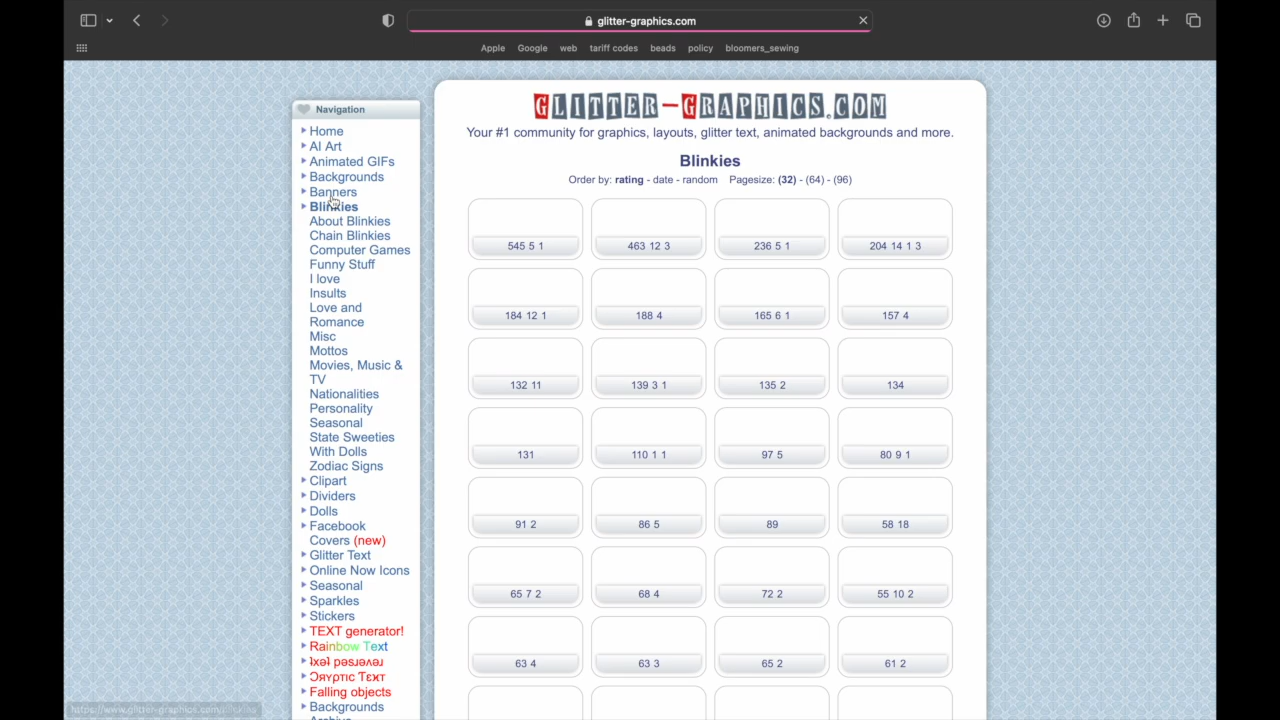 glitter-graphics.com
Apple Google web tariff codes beads policy bloomers_sewing
Navigation
Home
AI Art
Animated GIFs
Backgrounds
Banners
Blinkies
About Blinkies
Chain Blinkies
Computer Games
Funny Stuff
I love
Insults
Love and
Romance
Misc
Mottos
Movies, Music &
TV
Nationalities
Personality
Seasonal
State Sweeties
With Dolls
Zodiac Signs
Clipart
Dividers
Dolls
Facebook
Covers (new)
Glitter Text
Online Now Icons
Seasonal
Sparkles
Stickers
TEXT generator!
Rainbow Text
Falling objects
Backgrounds
https://www.glitter-graphics.com/blinkies
GLITTER-GRAPHICS.COM
Your #1 community for graphics, layouts, glitter text, animated backgrounds and more.
Blinkies
Order by: rating - date - random Pagesize: (32) - (64) - (96)
545 5 1 463 12 3 236 5 1 204 14 1 3
184 12 1 188 4 165 6 1 157 4
132 11 139 3 1 135 2 134
131 110 1 1 97 5 80 9 1
91 2 86 5 89 58 18
65 7 2 68 4 72 2 55 10 2
63 4 63 3 65 2 61 2